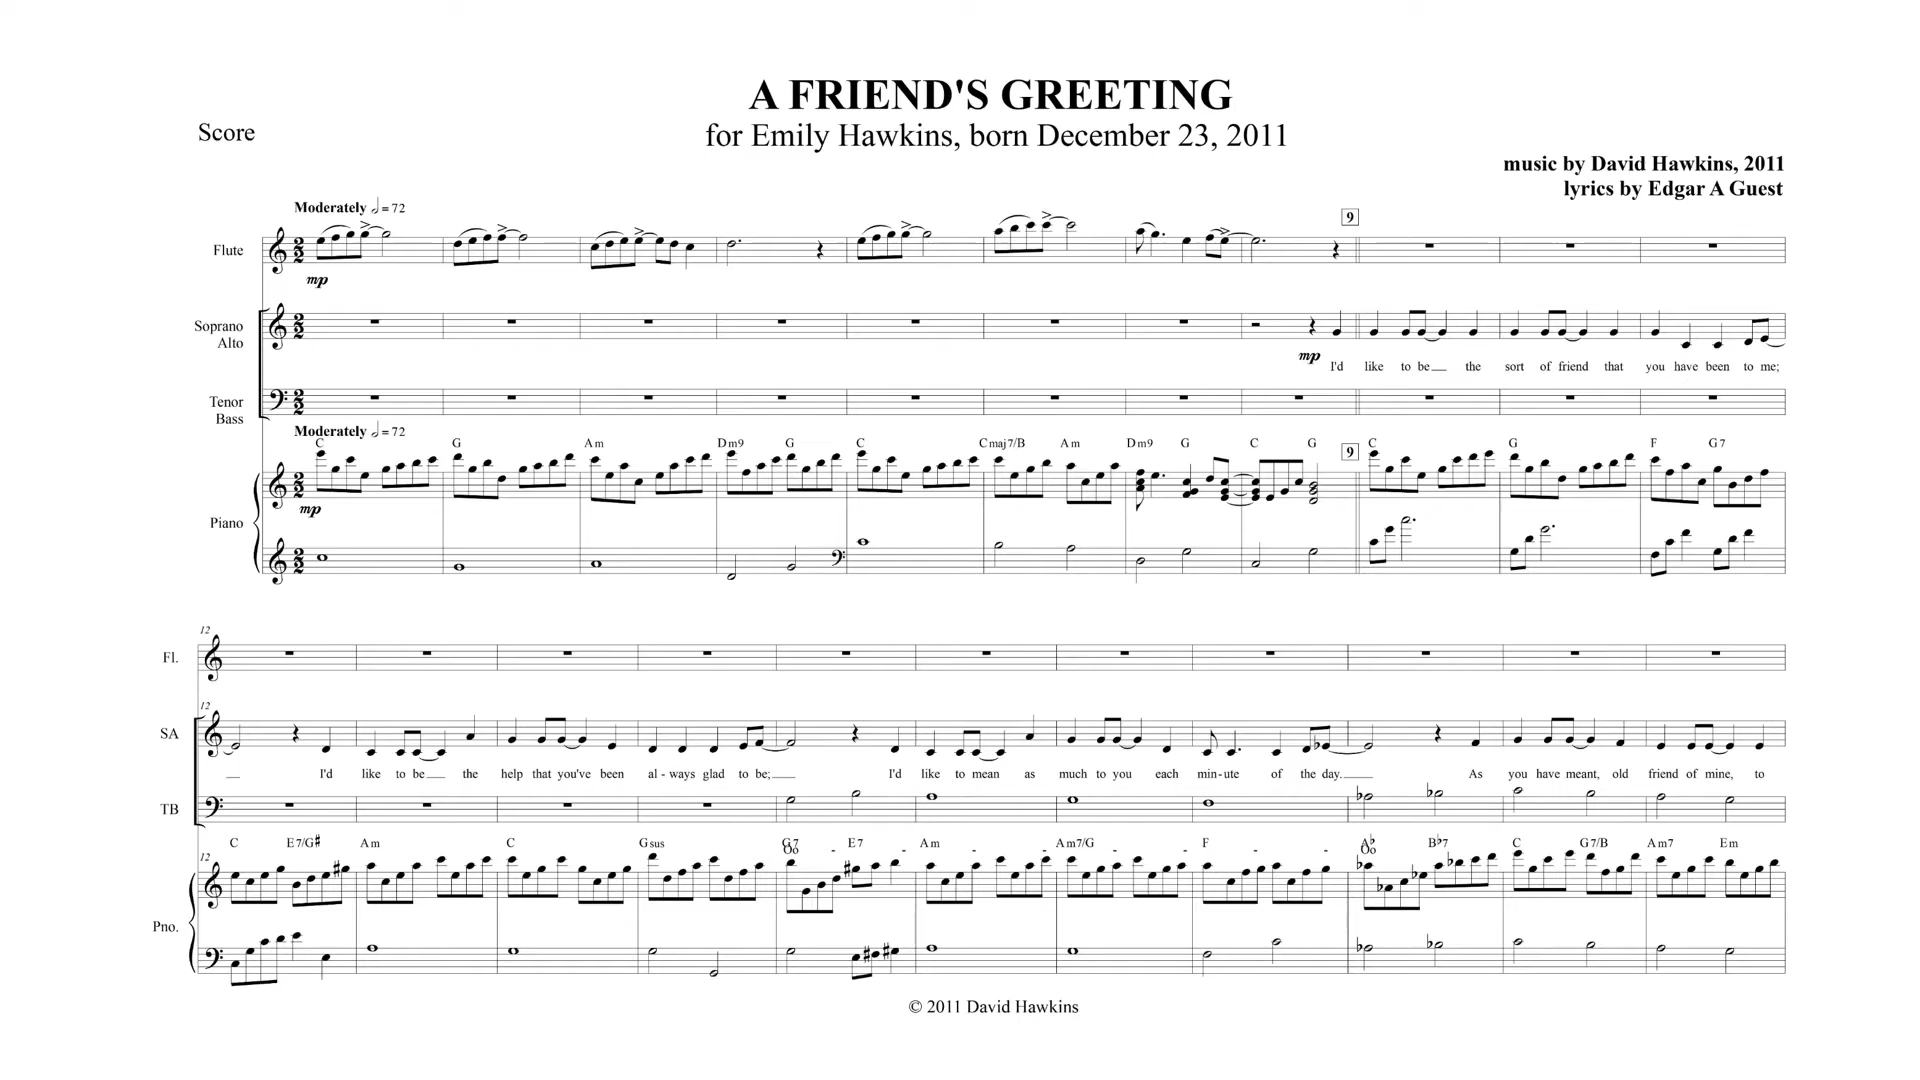 A FRIEND'S GREETING
for Emily Hawkins, born December 23, 2011
Score
music by David Hawkins, 2011
lyrics by Edgar A Guest
Moderately 𝅗𝅥 = 72
9
Flute
mp
Soprano
Alto
mp
I'd like to be the sort of friend that you have been to me;
Tenor
Bass
Moderately 𝅗𝅥 = 72
C G Am Dm9 G C Cmaj7/B Am Dm9 G C G 9 C G F G7
mp
Piano
12
Fl.
12
SA
I'd like to be the help that you've been al - ways glad to be; I'd like to mean as much to you each min - ute of the day. As you have meant, old friend of mine, to
TB
C E7/G♯ Am C Gsus G7 E7 Am Am7/G F A♭ B♭7 C G7/B Am7 Em
Oo - - - - - - - Oo
12
Pno.
© 2011 David Hawkins